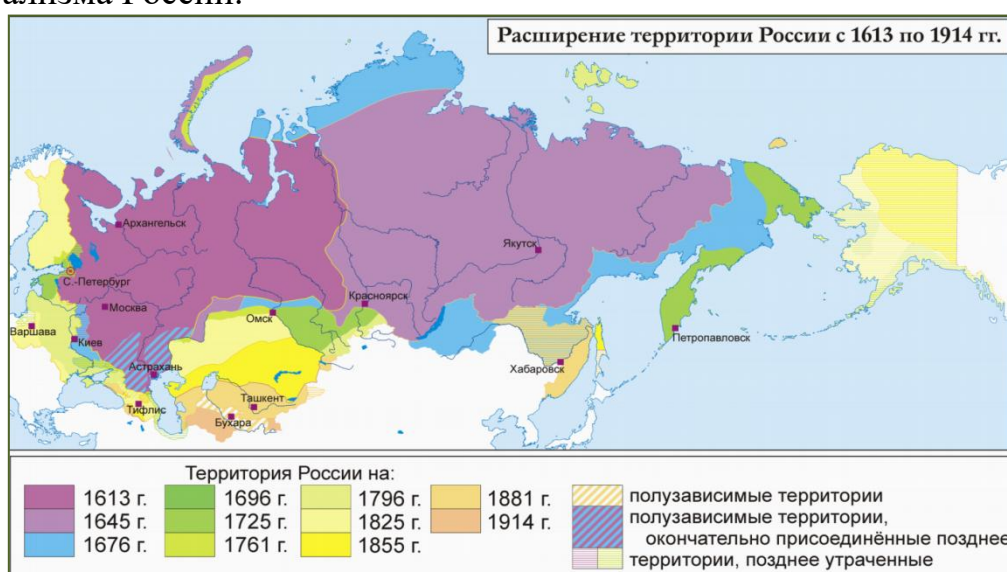 ализма России.
Расширение территории России с 1613 по 1914 гг.
Архангельск
С.-Петербург
Москва
Варшава
Киев
Астрахань
Тифлис
Омск
Красноярск
Якутск
Петропавловск
Хабаровск
Ташкент
Бухара
Территория России на:
1613 г.
1645 г.
1676 г.
1696 г.
1725 г.
1761 г.
1796 г.
1825 г.
1855 г.
1881 г.
1914 г.
полузависимые территории
полузависимые территории,
окончательно присоединённые позднее
территории, позднее утраченные